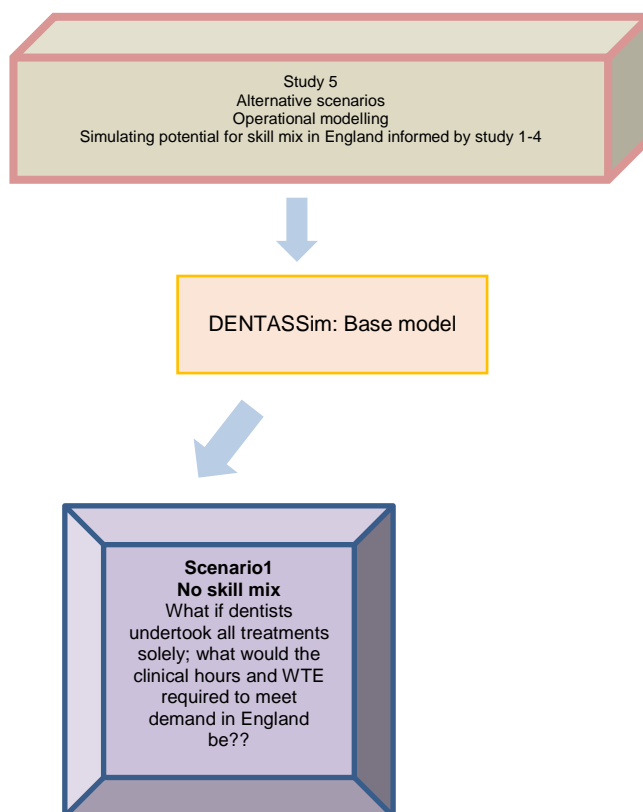 Study 5
Alternative scenarios
Operational modelling
Simulating potential for skill mix in England informed by study 1-4
DENTASSim: Base model
Scenario1
No skill mix
What if dentists
undertook all treatments
solely; what would the
clinical hours and WTE
required to meet
demand in England
be??